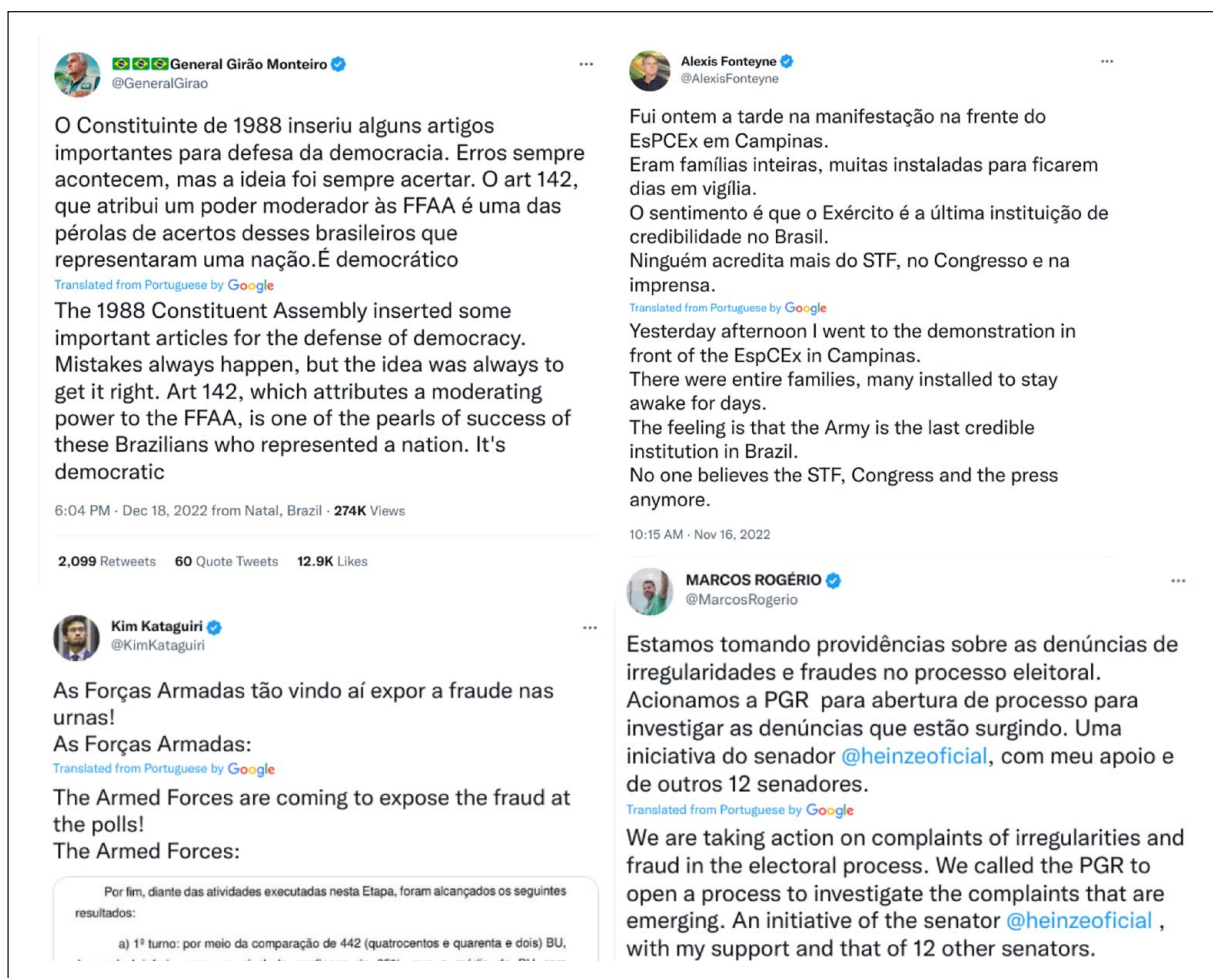 General Girão Monteiro
@GeneralGirao
O Constituinte de 1988 inseriu alguns artigos
importantes para defesa da democracia. Erros sempre
acontecem, mas a ideia foi sempre acertar. O art 142,
que atribui um poder moderador às FFAA é uma das
pérolas de acertos desses brasileiros que
representaram uma nação.É democrático
Translated from Portuguese by Google
The 1988 Constituent Assembly inserted some
important articles for the defense of democracy.
Mistakes always happen, but the idea was always to
get it right. Art 142, which attributes a moderating
power to the FFAA, is one of the pearls of success of
these Brazilians who represented a nation. It's
democratic
6:04 PM · Dec 18, 2022 from Natal, Brazil · 274K Views
2,099 Retweets 60 Quote Tweets 12.9K Likes
Kim Kataguiri
@KimKataguiri
As Forças Armadas tão vindo aí expor a fraude nas
urnas!
As Forças Armadas:
Translated from Portuguese by Google
The Armed Forces are coming to expose the fraud at
the polls!
The Armed Forces:
Por fim, diante das atividades executadas nesta Etapa, foram alcançados os seguintes
resultados:
a) 1º turno: por meio da comparação de 442 (quatrocentos e quarenta e dois) BU,
Alexis Fonteyne
@AlexisFonteyne
Fui ontem a tarde na manifestação na frente do
EsPCEx em Campinas.
Eram famílias inteiras, muitas instaladas para ficarem
dias em vigília.
O sentimento é que o Exército é a última instituição de
credibilidade no Brasil.
Ninguém acredita mais do STF, no Congresso e na
imprensa.
Translated from Portuguese by Google
Yesterday afternoon I went to the demonstration in
front of the EspCEx in Campinas.
There were entire families, many installed to stay
awake for days.
The feeling is that the Army is the last credible
institution in Brazil.
No one believes the STF, Congress and the press
anymore.
10:15 AM · Nov 16, 2022
MARCOS ROGÉRIO
@MarcosRogerio
Estamos tomando providências sobre as denúncias de
irregularidades e fraudes no processo eleitoral.
Acionamos a PGR para abertura de processo para
investigar as denúncias que estão surgindo. Uma
iniciativa do senador @heinzeoficial, com meu apoio e
de outros 12 senadores.
Translated from Portuguese by Google
We are taking action on complaints of irregularities and
fraud in the electoral process. We called the PGR to
open a process to investigate the complaints that are
emerging. An initiative of the senator @heinzeoficial ,
with my support and that of 12 other senators.